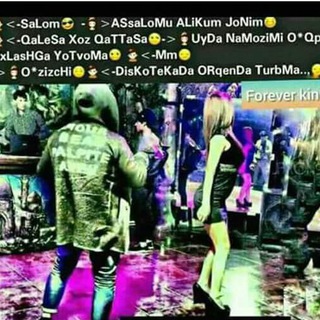 <-SaLom😎 - 👩<-ASSaLoMU ALiKUM JoNiM😊
<-QaLeSa Xoz QaTTaSa😊-> 👩UyDa NaMoziMi O*Qp
xLaSHGa YoTvoMa😊 👩<-Mm😊
>👩O*zizcHi😊👩<-DisKoTeKaDa ORqenDa TurbMa..,
Forever kin